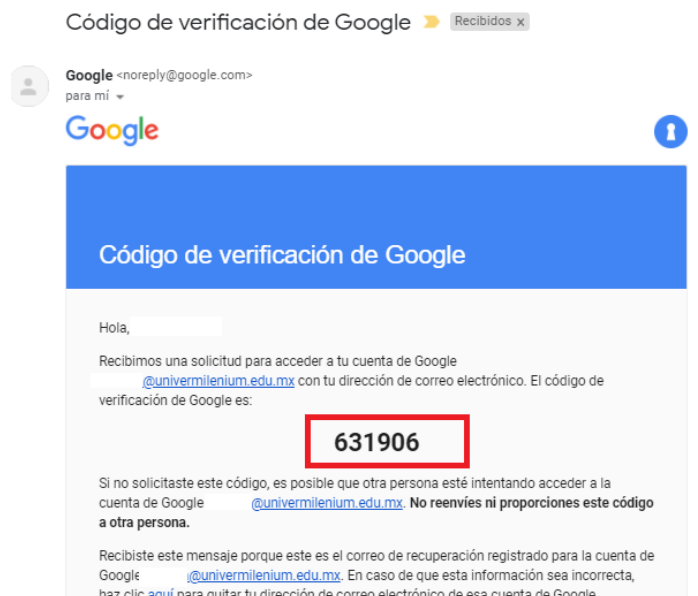 Código de verificación de Google Recibidos x
Google <noreply@google.com>
para mí
Google
Código de verificación de Google
Hola,
Recibimos una solicitud para acceder a tu cuenta de Google
@univermilenium.edu.mx con tu dirección de correo electrónico. El código de
verificación de Google es:
631906
Si no solicitaste este código, es posible que otra persona esté intentando acceder a la
cuenta de Google @univermilenium.edu.mx. No reenvíes ni proporciones este código
a otra persona.
Recibiste este mensaje porque este es el correo de recuperación registrado para la cuenta de
Google @univermilenium.edu.mx. En caso de que esta información sea incorrecta,
haz clic aquí para quitar tu dirección de correo electrónico de esa cuenta de Google.